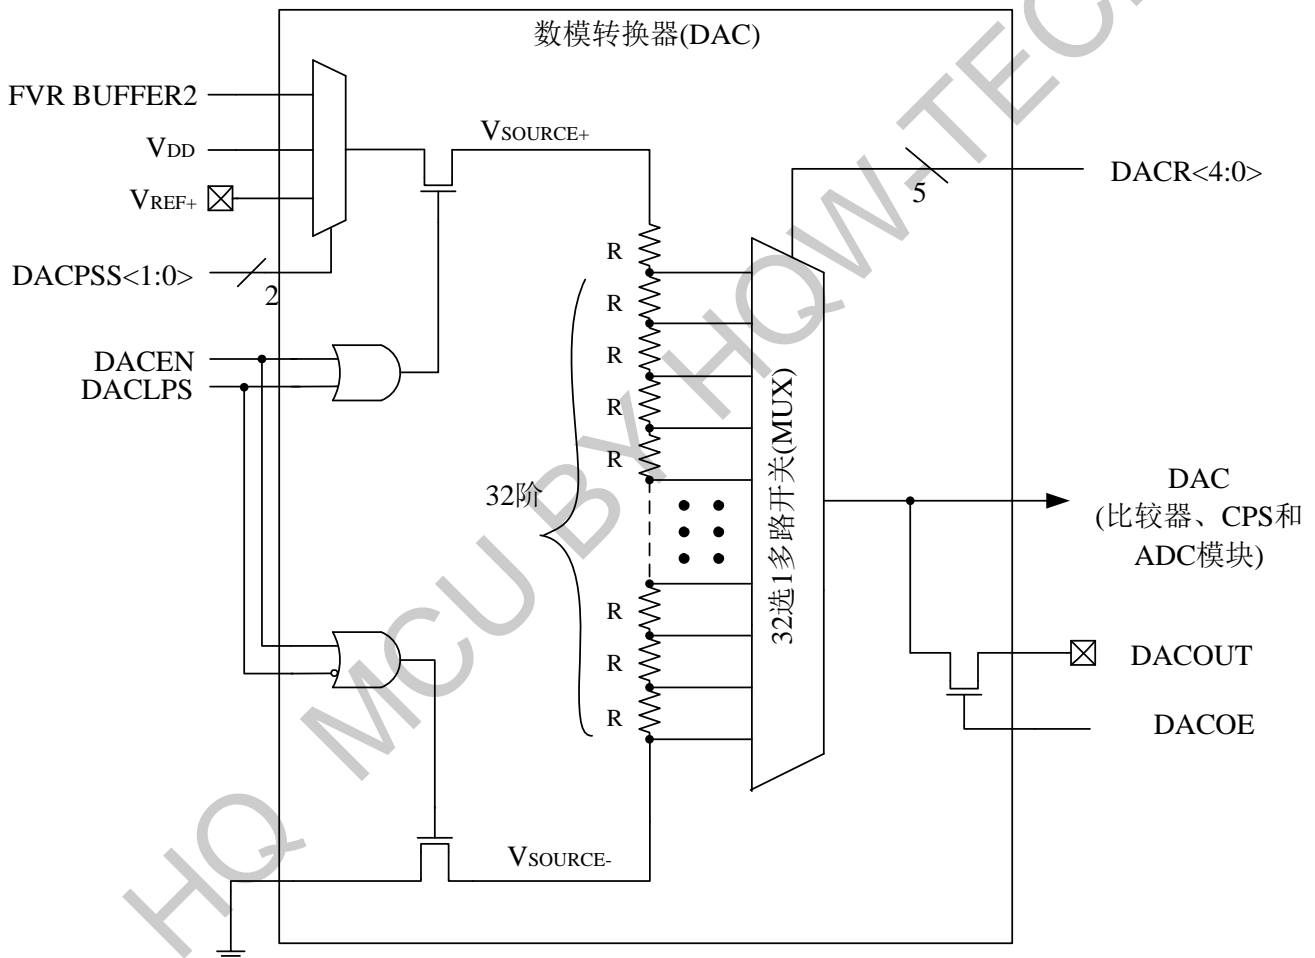 数模转换器(DAC)
FVR BUFFER2
VDD
VREF+
DACPSS<1:0>
2
DACEN
DACLPS
VSOURCE+
R
R
R
R
R
32阶
R
R
R
VSOURCE-
32选1多路开关(MUX)
5
DACR<4:0>
DAC
(比较器、CPS和
ADC模块)
DACOUT
DACOE
HQ MCU BY HQW-TEC